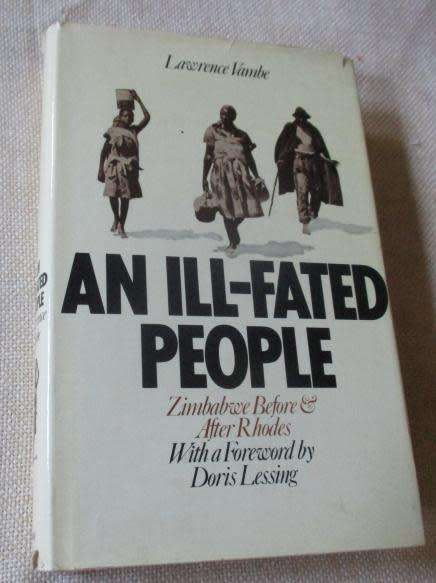 Lawrence Vambe
AN ILL-FATED
PEOPLE
Zimbabwe Before &
After Rhodes
With a Foreword by
Doris Lessing